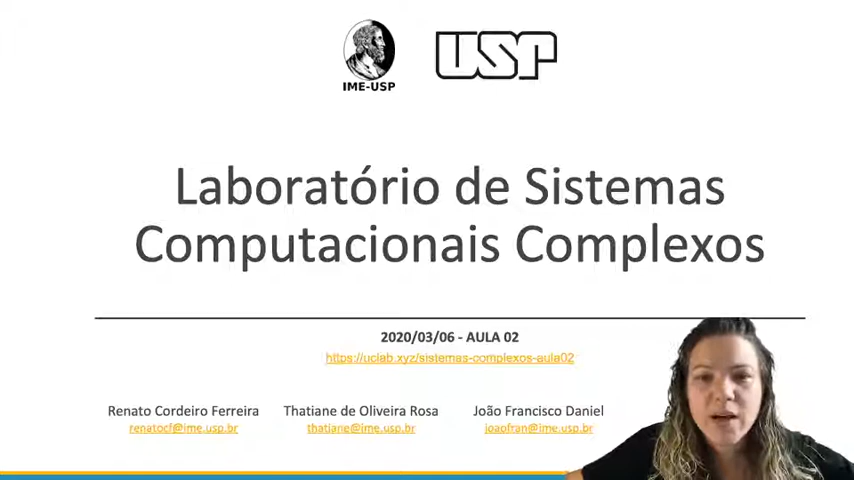 IME-USP
USP
Laboratório de Sistemas
Computacionais Complexos
2020/03/06 - AULA 02
https://uclab.xyz/sistemas-complexos-aula02
Renato Cordeiro Ferreira
Thatiane de Oliveira Rosa
João Francisco Daniel
renatocf@ime.usp.br
thatiane@ime.usp.br
joaofran@ime.usp.br